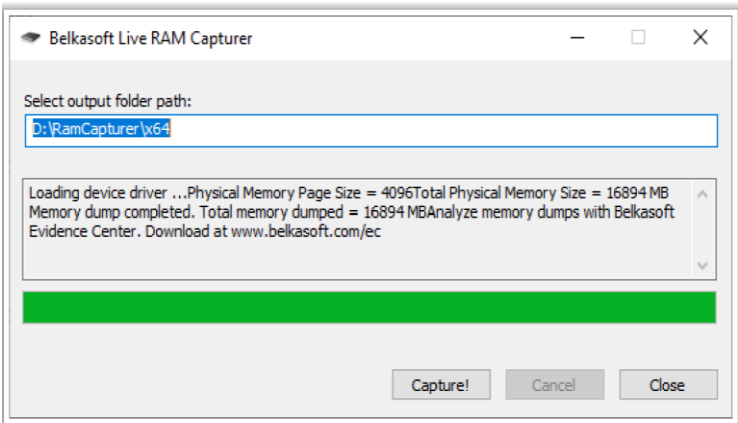 Belkasoft Live RAM Capturer
Select output folder path:
D:\RamCapturer\x64
Loading device driver ...Physical Memory Page Size = 4096Total Physical Memory Size = 16894 MB
Memory dump completed. Total memory dumped = 16894 MBAnalyze memory dumps with Belkasoft
Evidence Center. Download at www.belkasoft.com/ec
Capture! Cancel Close